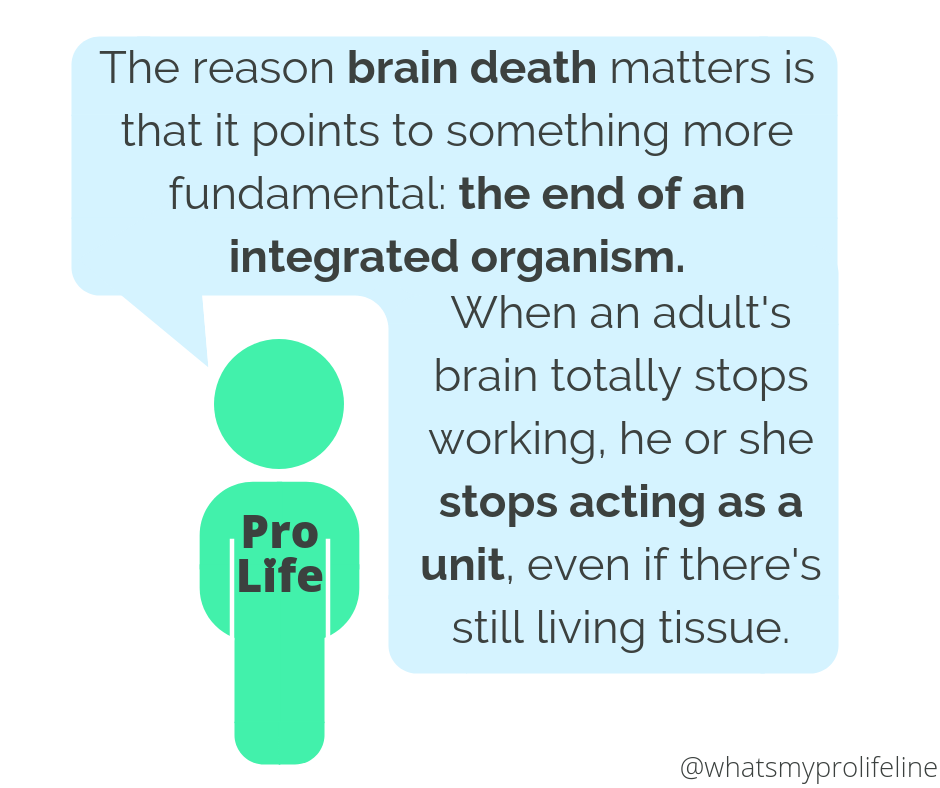 The reason brain death matters is
that it points to something more
fundamental: the end of an
integrated organism.
When an adult's
brain totally stops
working, he or she
stops acting as a
unit, even if there's
still living tissue.
Pro
Life
@whatsmyprolifeline